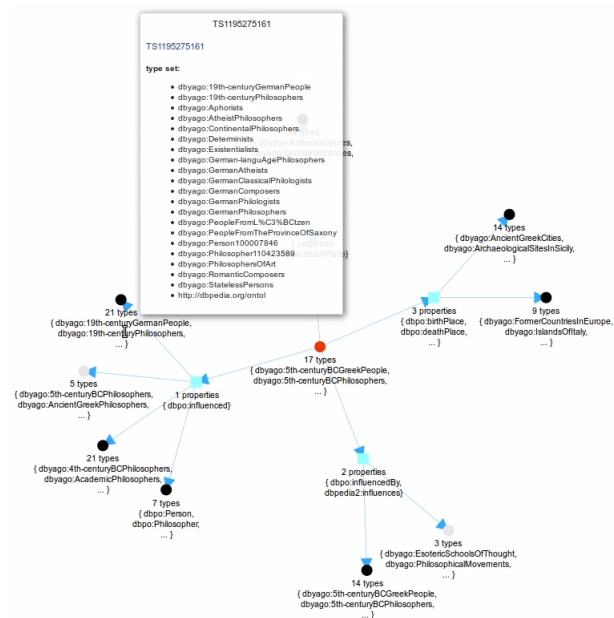 TS1195275161
TS1195275161
type set:
dbyago:19th-centuryGermanPeople
dbyago:19th-centuryPhilosophers
dbyago:Aphorists
dbyago:AtheistPhilosophers
dbyago:ContinentalPhilosophers
dbyago:Determinists
dbyago:Existentialists
dbyago:German-languAgePhilosophers
dbyago:GermanAtheists
dbyago:GermanClassicalPhilologists
dbyago:GermanComposers
dbyago:GermanPhilologists
dbyago:GermanPhilosophers
dbyago:PeopleFromL%C3%BCtzen
dbyago:PeopleFromTheProvinceOfSaxony
dbyago:Person100007846
dbyago:Philosopher110423589
dbyago:PhilosophersOfArt
dbyago:RomanticComposers
dbyago:StatelessPersons
http://dbpedia.org/ontol
14 types
{ dbyago:AncientGreekCities,
dbyago:ArchaeologicalSitesInSicily,
... }
21 types
{ dbyago:19th-centuryGermanPeople,
dbyago:19th-centuryPhilosophers,
... }
3 properties
{ dbpo:birthPlace,
dbpo:deathPlace,
... }
9 types
{ dbyago:FormerCountriesInEurope,
dbyago:IslandsOfItaly,
... }
17 types
{ dbyago:5th-centuryBCGreekPeople,
dbyago:5th-centuryBCPhilosophers,
... }
5 types
{ dbyago:5th-centuryBCPhilosophers,
dbyago:AncientGreekPhilosophers,
... }
1 properties
{ dbpo:influenced}
21 types
{ dbyago:4th-centuryBCPhilosophers,
dbyago:AcademicPhilosophers,
... }
2 properties
{ dbpo:influencedBy,
dbpedia2:influences}
7 types
{ dbpo:Person,
dbpo:Philosopher,
... }
3 types
{ dbyago:EsotericSchoolsOfThought,
dbyago:PhilosophicalMovements,
... }
14 types
{ dbyago:5th-centuryBCGreekPeople,
dbyago:5th-centuryBCPhilosophers,
... }